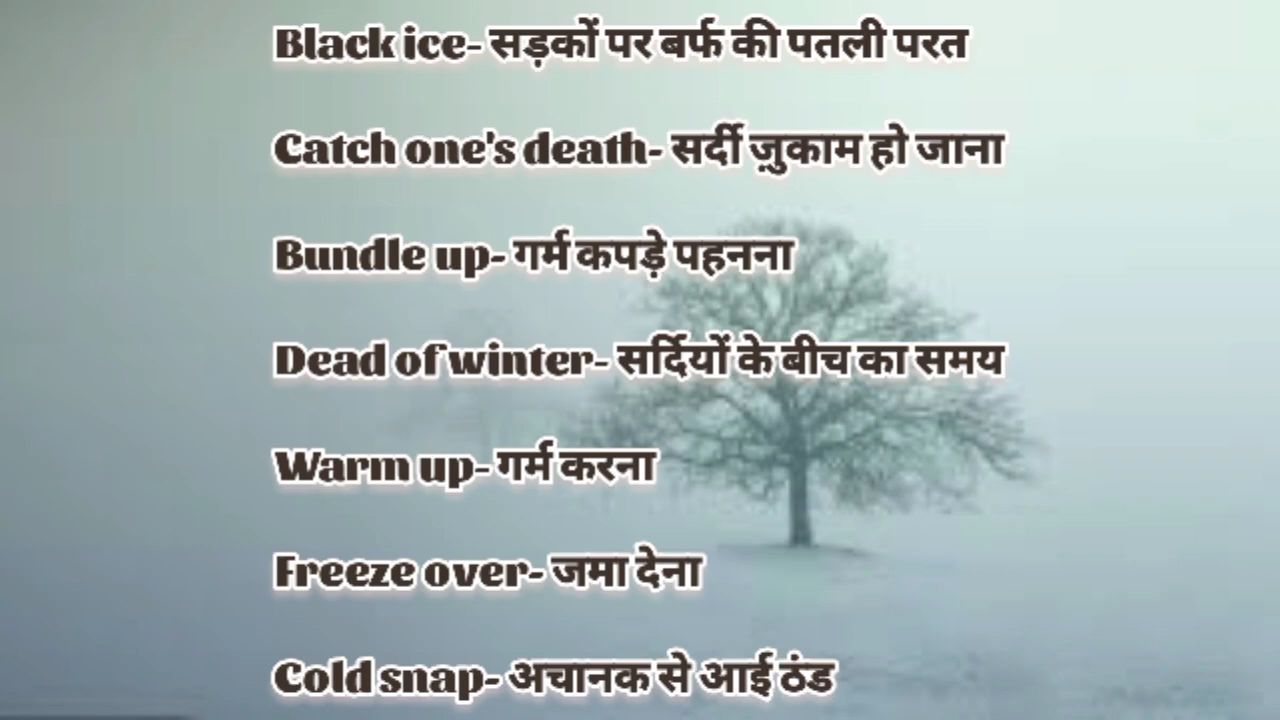 Black ice- सड़कों पर बर्फ की पतली परत
Catch one's death- सर्दी ज़ुकाम हो जाना
Bundle up- गर्म कपड़े पहनना
Dead of winter- सर्दियों के बीच का समय
Warm up- गर्म करना
Freeze over- जमा देना
Cold snap- अचानक से आई ठंड